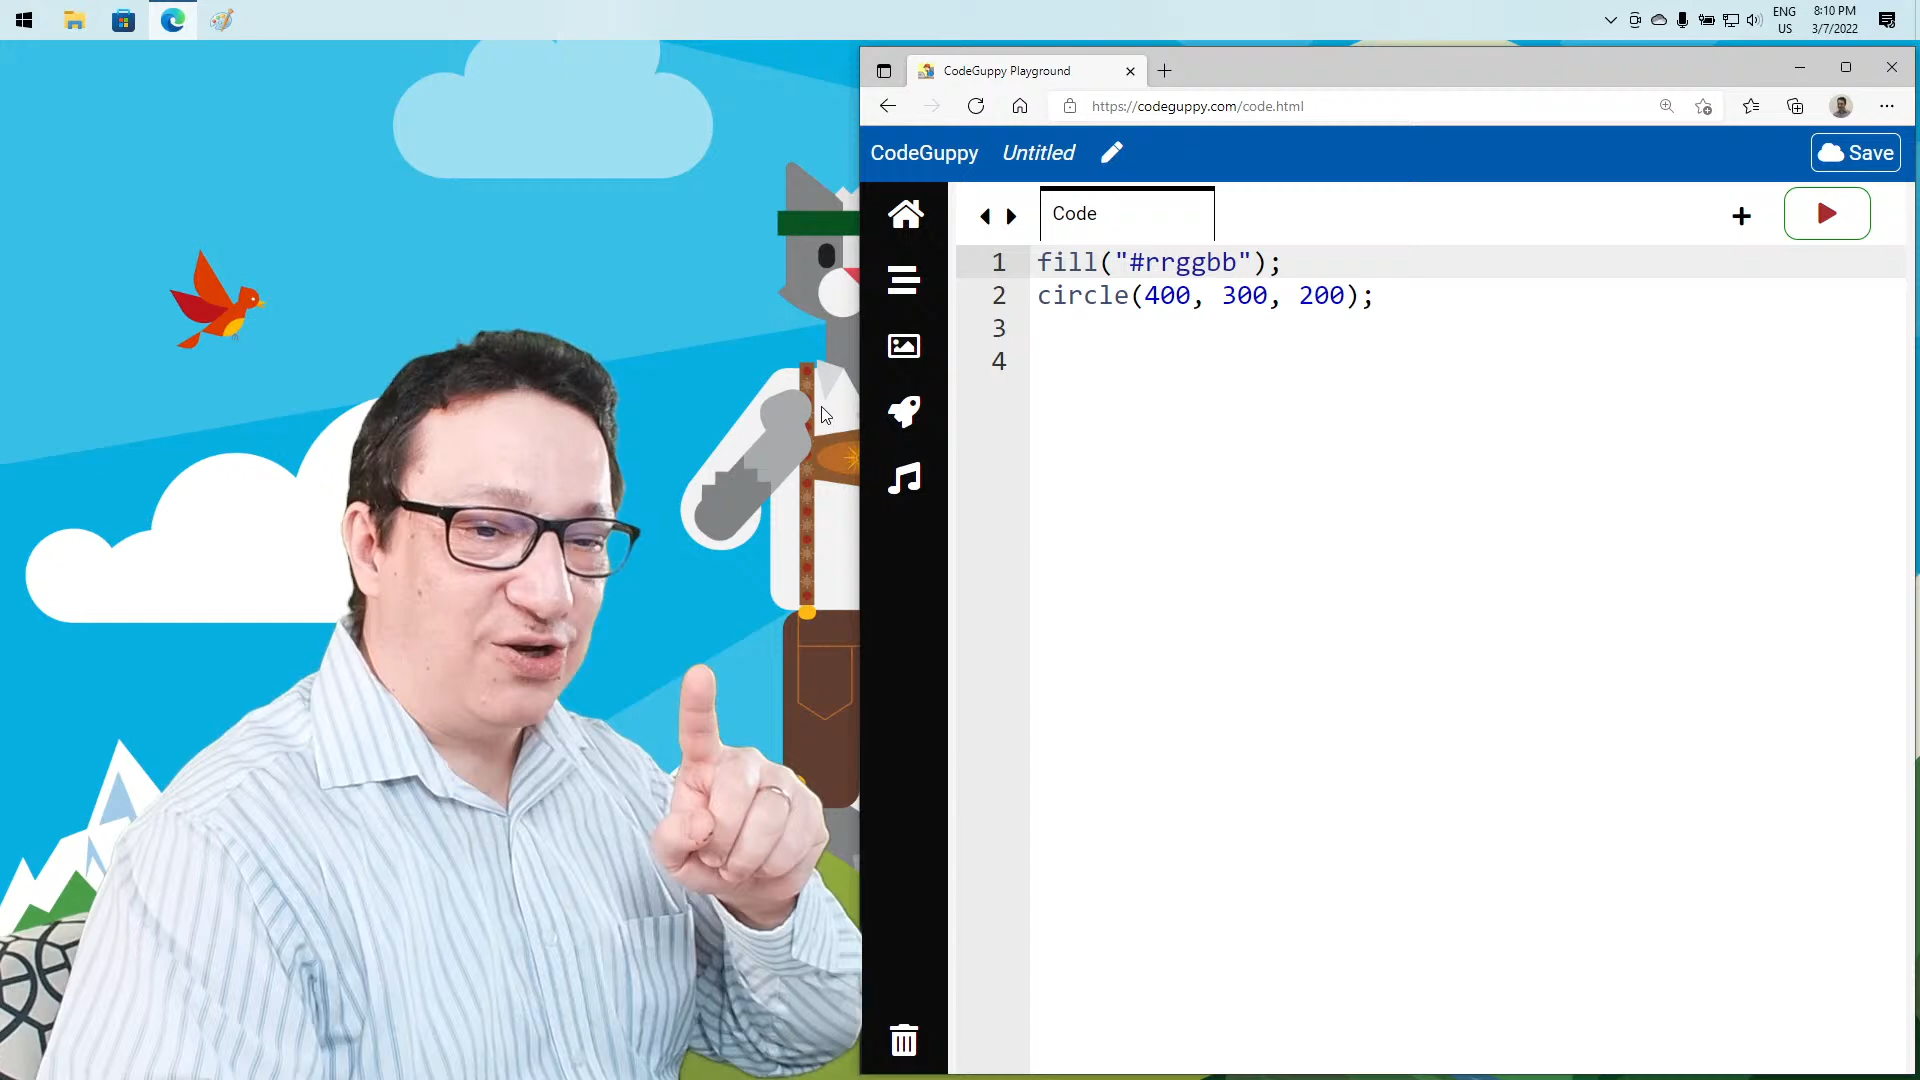 ENG
US
8:10 PM
3/7/2022
CodeGuppy Playground
https://codeguppy.com/code.html
CodeGuppy
Untitled
Save
Code
1 fill("#rrggbb");
2 circle(400, 300, 200);
3
4